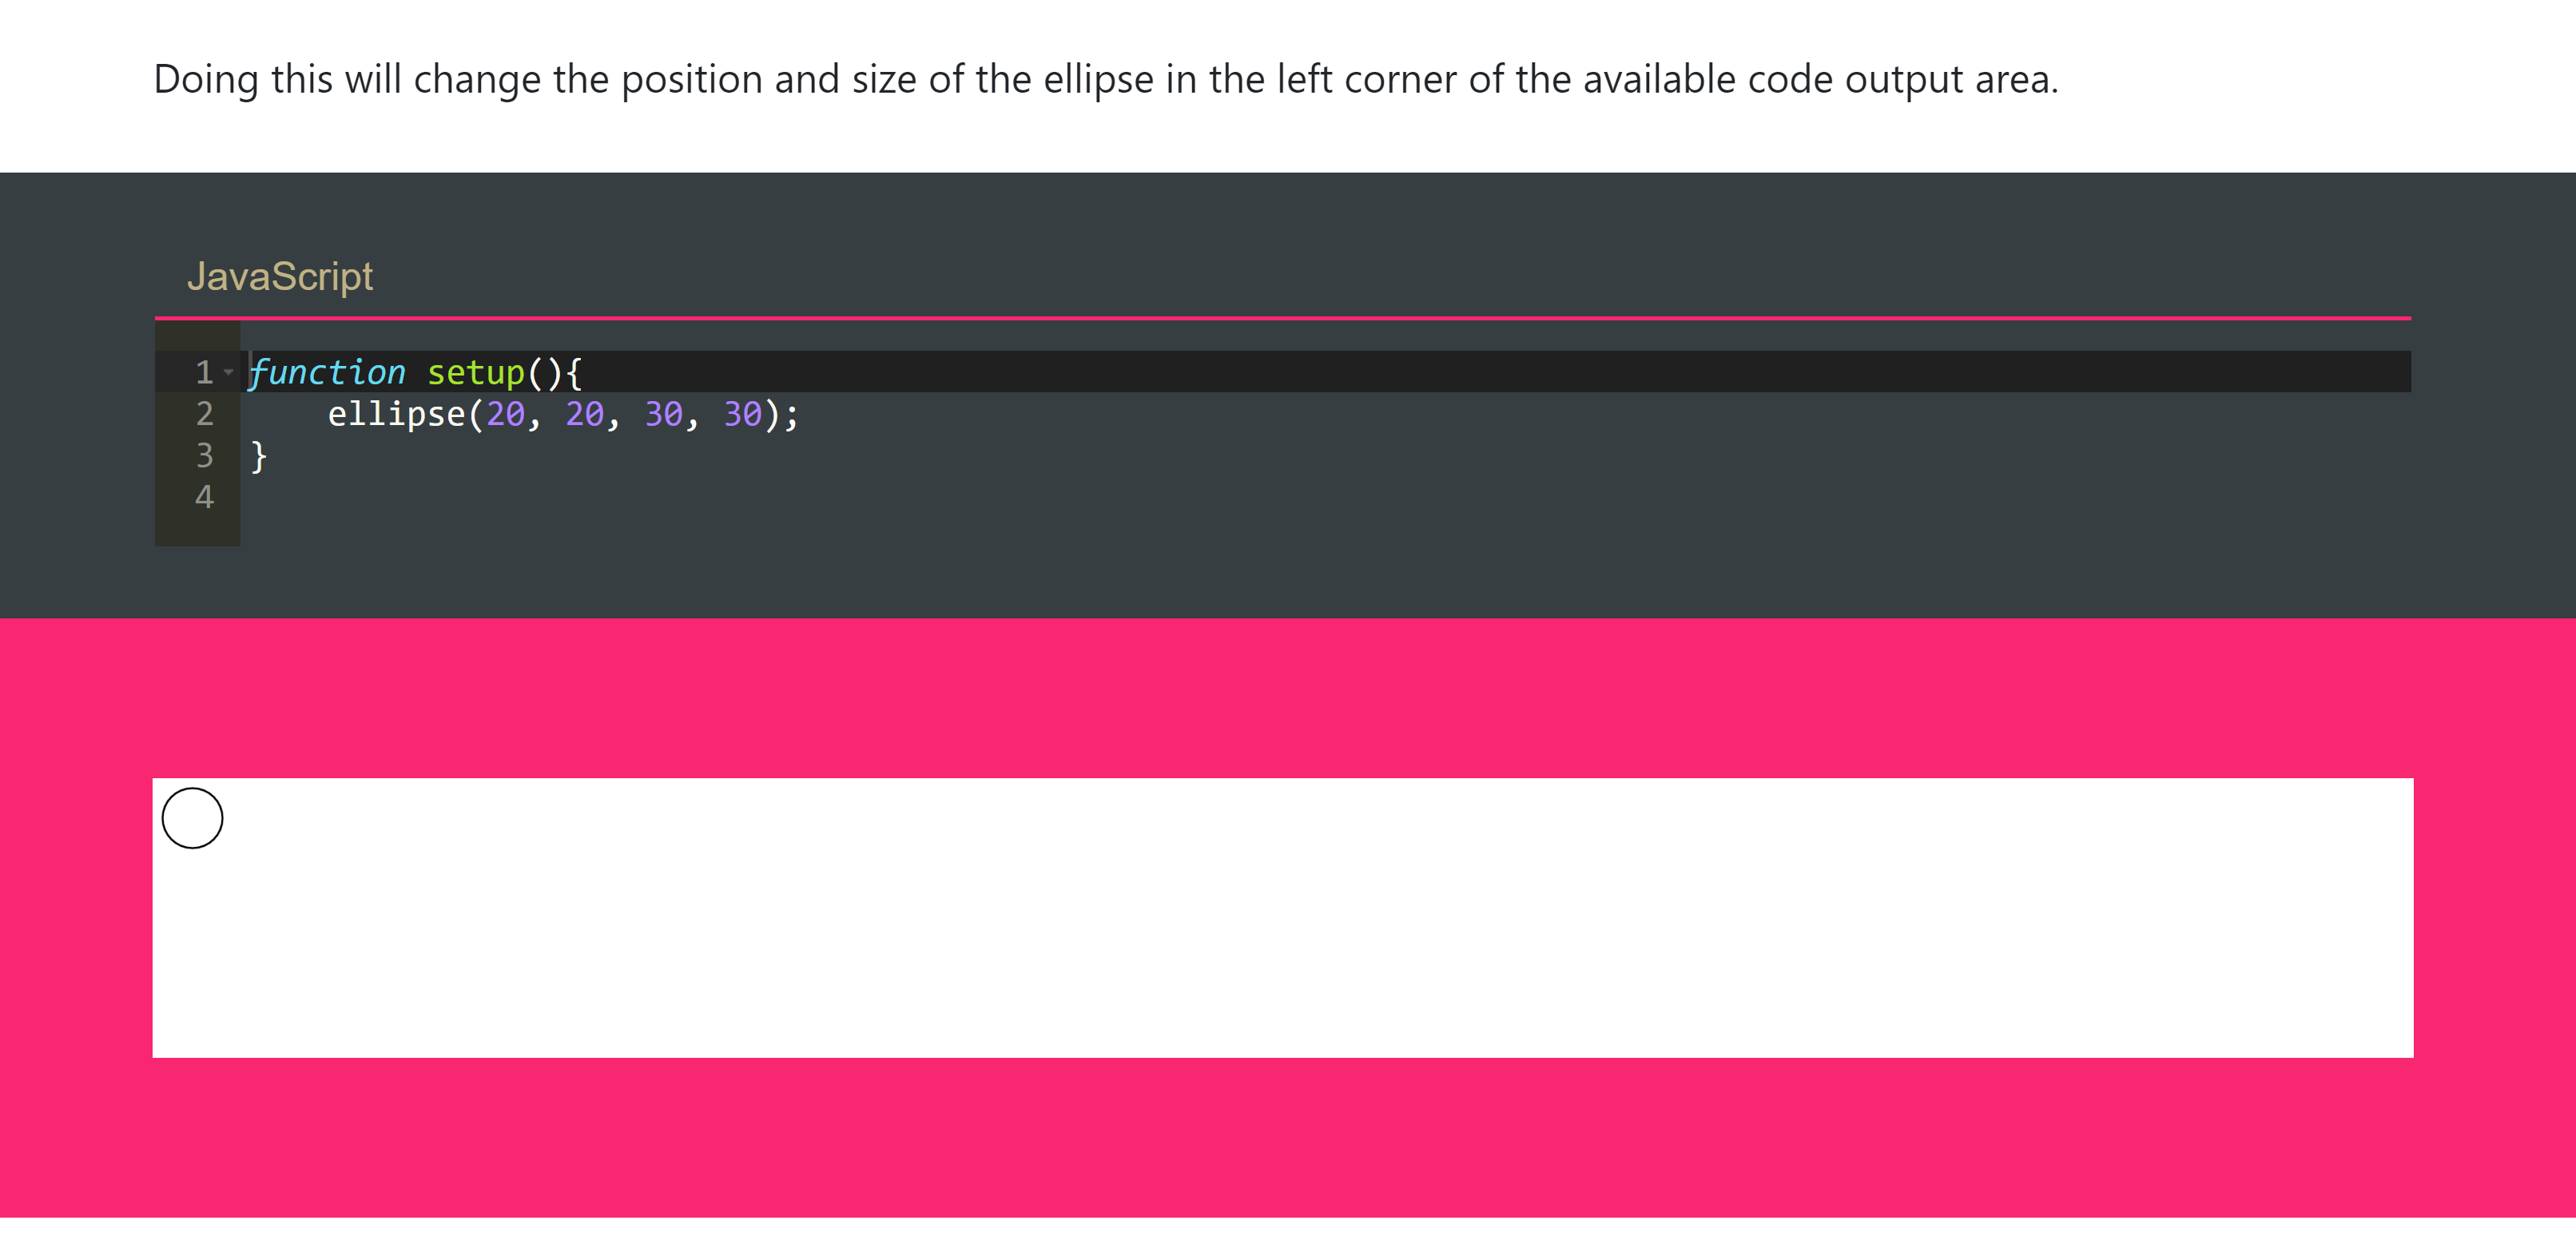 Doing this will change the position and size of the ellipse in the left corner of the available code output area.
JavaScript
1 function setup(){
2     ellipse(20, 20, 30, 30);
3 }
4